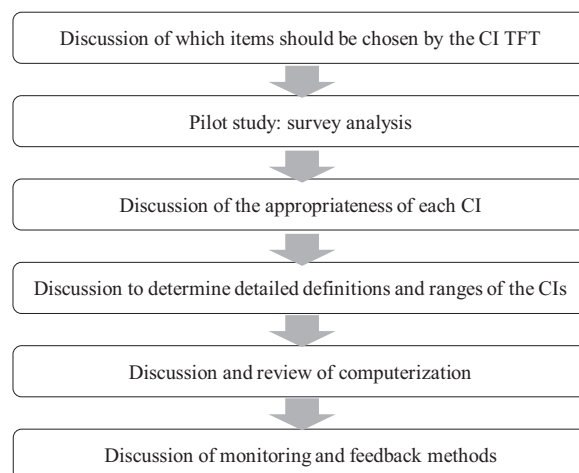 Discussion of which items should be chosen by the CI TFT
Pilot study: survey analysis
Discussion of the appropriateness of each CI
Discussion to determine detailed definitions and ranges of the CIs
Discussion and review of computerization
Discussion of monitoring and feedback methods